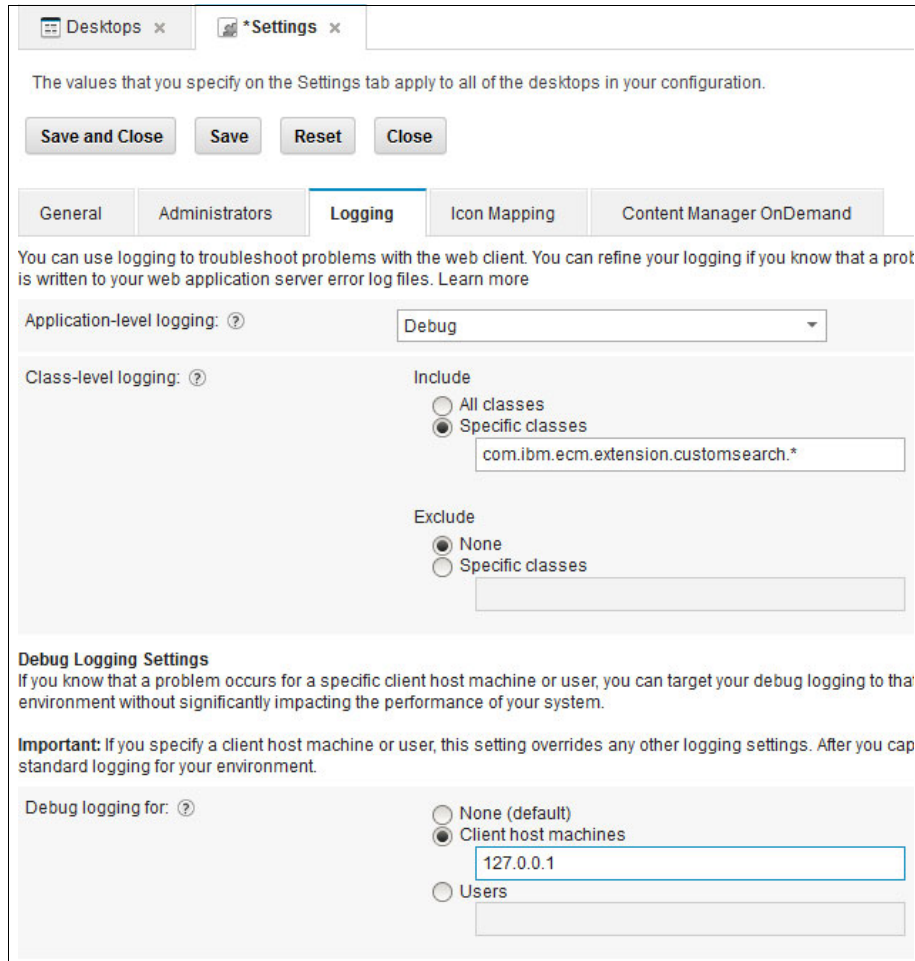 Desktops x *Settings x
The values that you specify on the Settings tab apply to all of the desktops in your configuration.
Save and Close Save Reset Close
General Administrators Logging Icon Mapping Content Manager OnDemand
You can use logging to troubleshoot problems with the web client. You can refine your logging if you know that a prob
is written to your web application server error log files. Learn more
Application-level logging: ? Debug
Class-level logging: ? Include
All classes
Specific classes
com.ibm.ecm.extension.customsearch.*
Exclude
None
Specific classes
Debug Logging Settings
If you know that a problem occurs for a specific client host machine or user, you can target your debug logging to that
environment without significantly impacting the performance of your system.
Important: If you specify a client host machine or user, this setting overrides any other logging settings. After you cap
standard logging for your environment.
Debug logging for: ? None (default)
Client host machines
127.0.0.1
Users